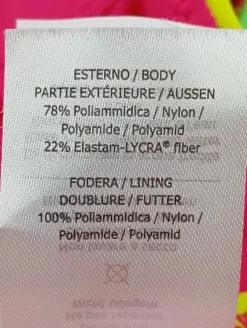 ESTERNO / BODY
PARTIE EXTÉRIEURE / AUSSEN
78% Poliammidica / Nylon /
Polyamide / Polyamid
22% Elastam-LYCRA® fiber
FODERA / LINING
DOUBLURE / FUTTER
100% Poliammidica / Nylon /
Polyamide / Polyamid